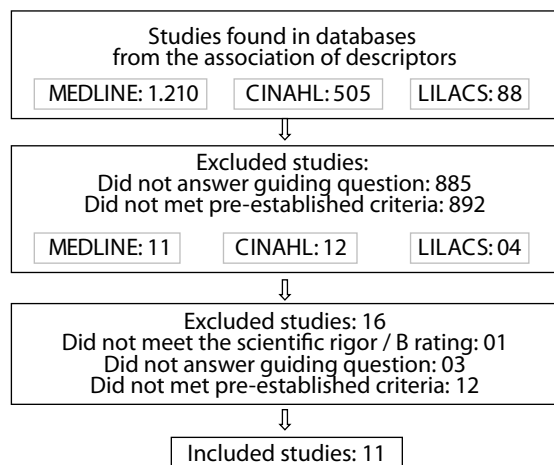 Studies found in databases
from the association of descriptors
MEDLINE: 1.210 CINAHL: 505 LILACS: 88
⇩
Excluded studies:
Did not answer guiding question: 885
Did not met pre-established criteria: 892
MEDLINE: 11 CINAHL: 12 LILACS: 04
⇩
Excluded studies: 16
Did not meet the scientific rigor / B rating: 01
Did not answer guiding question: 03
Did not met pre-established criteria: 12
⇩
Included studies: 11